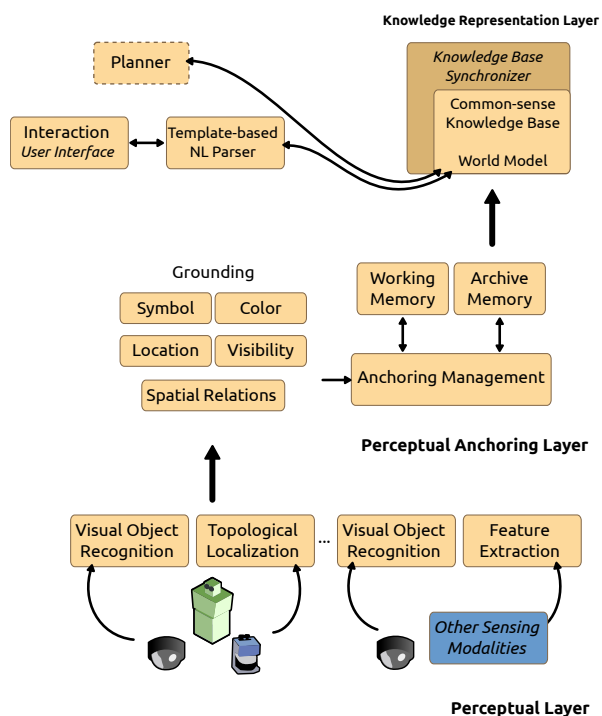 Knowledge Representation Layer
Planner
Knowledge Base
Synchronizer
Common-sense
Knowledge Base
World Model
Interaction
User Interface
Template-based
NL Parser
Grounding
Symbol
Color
Location
Visibility
Spatial Relations
Working
Memory
Archive
Memory
Anchoring Management
Perceptual Anchoring Layer
Visual Object
Recognition
Topological
Localization
...
Visual Object
Recognition
Feature
Extraction
Other Sensing
Modalities
Perceptual Layer